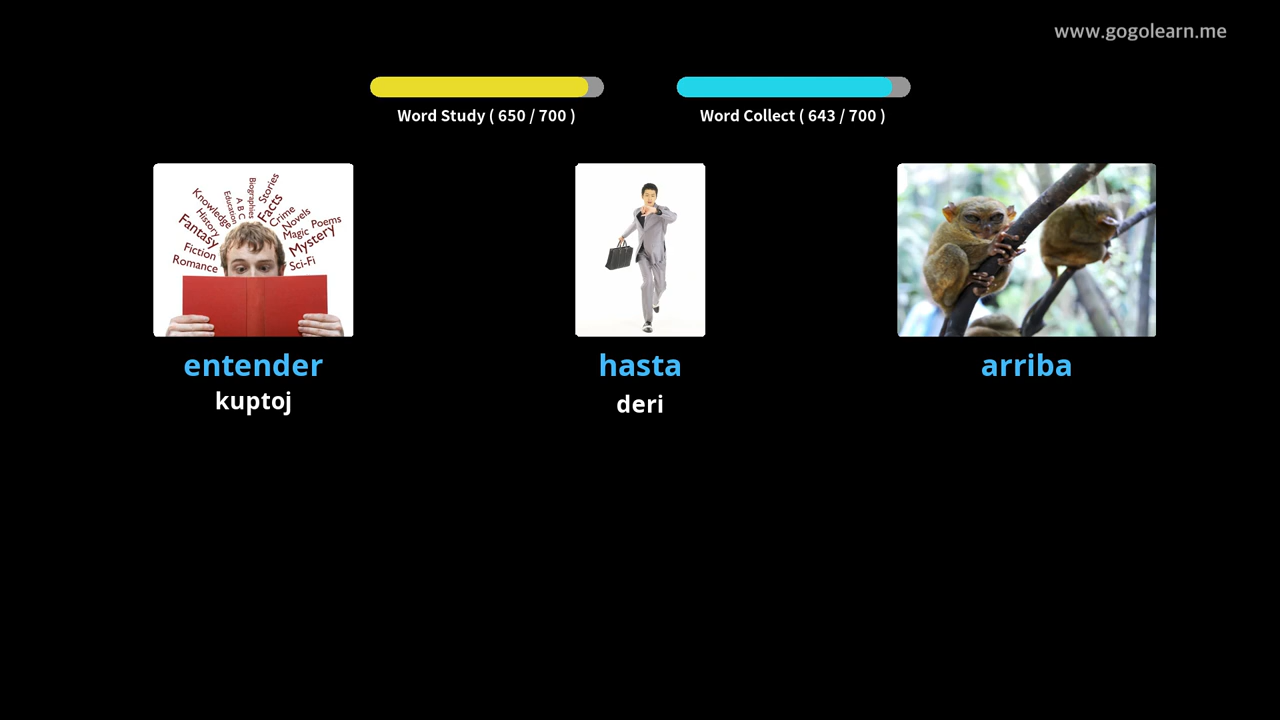 www.gogolearn.me
Word Study ( 650 / 700 )
Word Collect ( 643 / 700 )
Knowledge
History
Education
A B C
Biographies
Stories
Facts
Crime
Novels
Magic
Poems
Fantasy
Mystery
Fiction
Romance
Sci-Fi
entender
hasta
arriba
kuptoj
deri